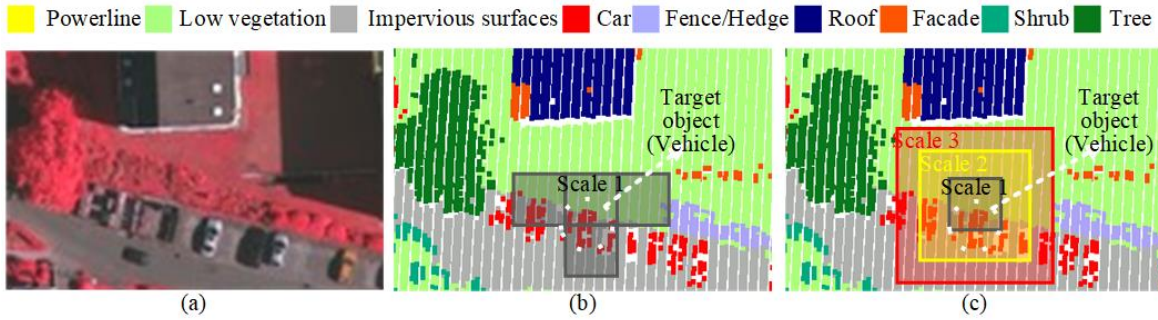 Powerline Low vegetation Impervious surfaces Car Fence/Hedge Roof Facade Shrub Tree
Target
object
(Vehicle)
Scale 1
Target
object
(Vehicle)
Scale 3
Scale 2
Scale 1
(a) (b) (c)